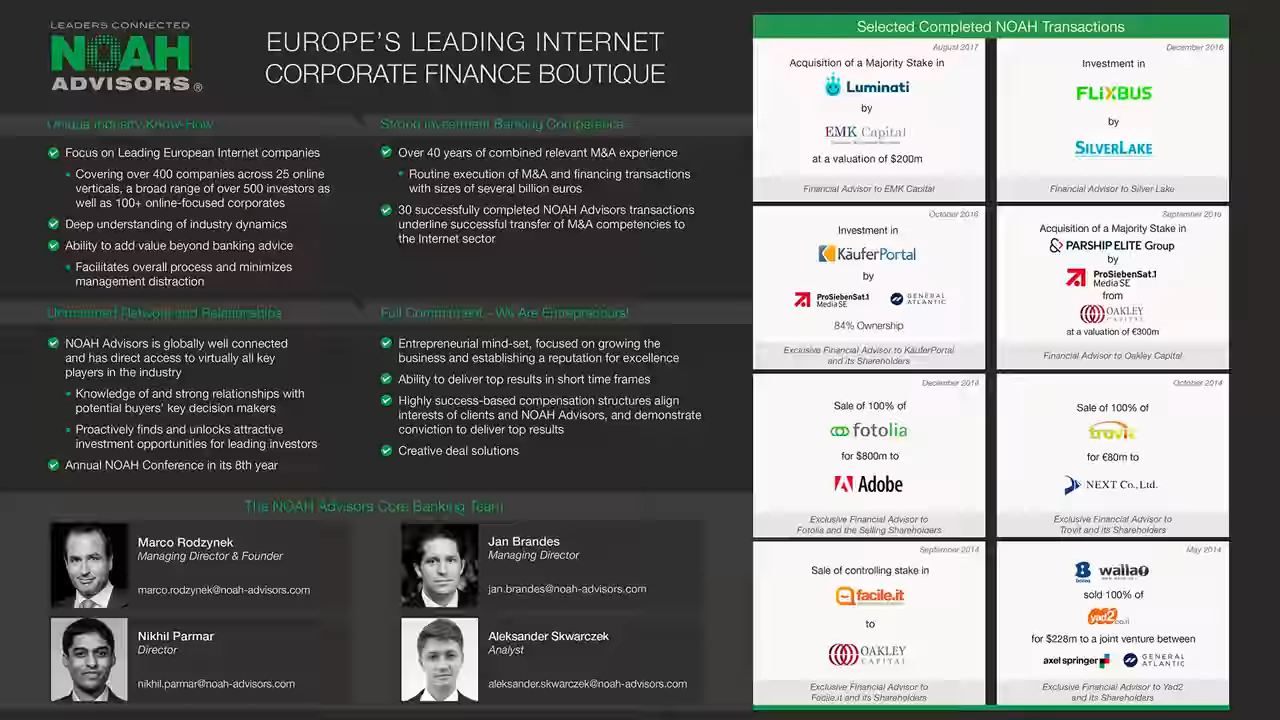 LEADERS CONNECTED
NOAH
ADVISORS®
EUROPE'S LEADING INTERNET
CORPORATE FINANCE BOUTIQUE
Unique Industry Know-How
Focus on Leading European Internet companies
Covering over 400 companies across 25 online
verticals, a broad range of over 500 investors as
well as 100+ online-focused corporates
Deep understanding of industry dynamics
Ability to add value beyond banking advice
Facilitates overall process and minimizes
management distraction
Strong Investment Banking Competence
Over 40 years of combined relevant M&A experience
Routine execution of M&A and financing transactions
with sizes of several billion euros
30 successfully completed NOAH Advisors transactions
underline successful transfer of M&A competencies to
the Internet sector
Unmatched Network and Relationships
NOAH Advisors is globally well connected
and has direct access to virtually all key
players in the industry
Knowledge of and strong relationships with
potential buyers' key decision makers
Proactively finds and unlocks attractive
investment opportunities for leading investors
Annual NOAH Conference in its 8th year
Full Commitment - We Are Entrepreneurs!
Entrepreneurial mind-set, focused on growing the
business and establishing a reputation for excellence
Ability to deliver top results in short time frames
Highly success-based compensation structures align
interests of clients and NOAH Advisors, and demonstrate
conviction to deliver top results
Creative deal solutions
The NOAH Advisors Core Banking Team
Marco Rodzynek
Managing Director & Founder
marco.rodzynek@noah-advisors.com
Jan Brandes
Managing Director
jan.brandes@noah-advisors.com
Nikhil Parmar
Director
nikhil.parmar@noah-advisors.com
Aleksander Skwarczek
Analyst
aleksander.skwarczek@noah-advisors.com
Selected Completed NOAH Transactions
August 2017
Acquisition of a Majority Stake in
Luminati
by
EMK Capital
at a valuation of $200m
Financial Advisor to EMK Capital
December 2016
Investment in
FLiXBUS
by
SILVERLAKE
Financial Advisor to Silver Lake
October 2016
Investment in
KäuferPortal
by
ProSiebenSat.1
Media SE
GENERAL
ATLANTIC
84% Ownership
Exclusive Financial Advisor to KäuferPortal
and its Shareholders
September 2016
Acquisition of a Majority Stake in
PARSHIP ELITE Group
by
ProSiebenSat.1
Media SE
from
OAKLEY
CAPITAL
at a valuation of €300m
Financial Advisor to Oakley Capital
December 2014
Sale of 100% of
fotolia
for $800m to
Adobe
Exclusive Financial Advisor to
Fotolia and the Selling Shareholders
October 2014
Sale of 100% of
trovit
for €80m to
NEXT Co.,Ltd.
Exclusive Financial Advisor to
Trovit and its Shareholders
September 2014
Sale of controlling stake in
facile.it
to
OAKLEY
CAPITAL
Exclusive Financial Advisor to
Facile.it and its Shareholders
May 2014
walla!
sold 100% of
yad2.co.il
for $228m to a joint venture between
axel springer
GENERAL
ATLANTIC
Exclusive Financial Advisor to Yad2
and its Shareholders